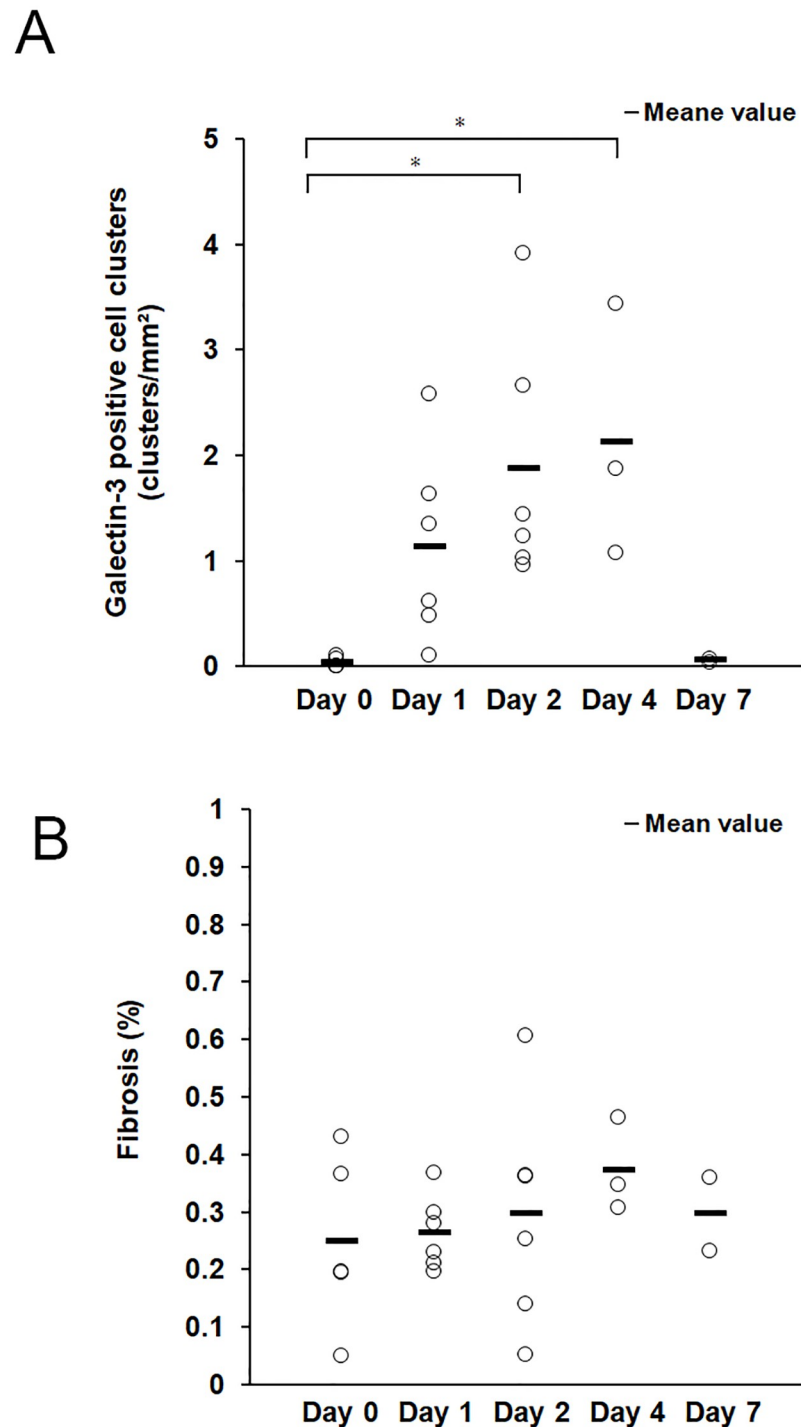 A
– Meane value
* 
*
5
4
3
2
1
0
Galectin-3 positive cell clusters
(clusters/mm²)
Day 0 Day 1 Day 2 Day 4 Day 7
B
– Mean value
1
0.9
0.8
0.7
0.6
0.5
0.4
0.3
0.2
0.1
0
Fibrosis (%)
Day 0 Day 1 Day 2 Day 4 Day 7